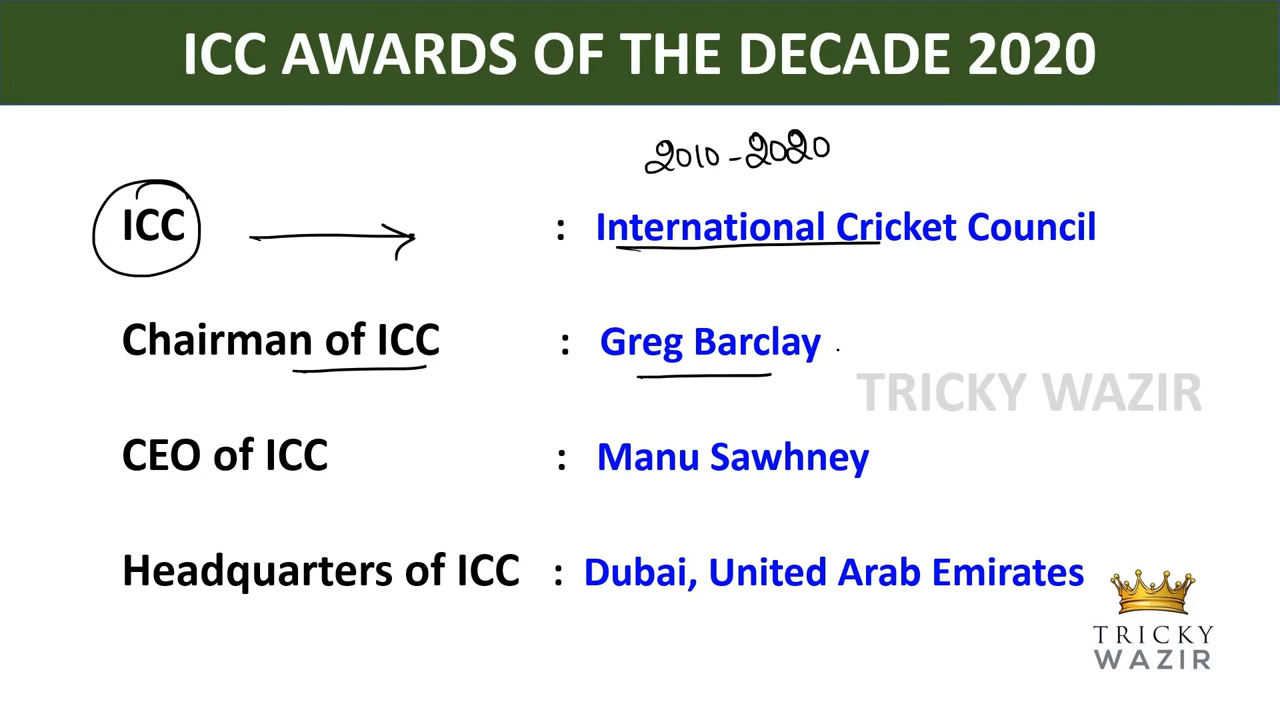 ICC AWARDS OF THE DECADE 2020
2010-2020
ICC : International Cricket Council
Chairman of ICC : Greg Barclay
TRICKY WAZIR
CEO of ICC : Manu Sawhney
Headquarters of ICC : Dubai, United Arab Emirates
TRICKY
WAZIR